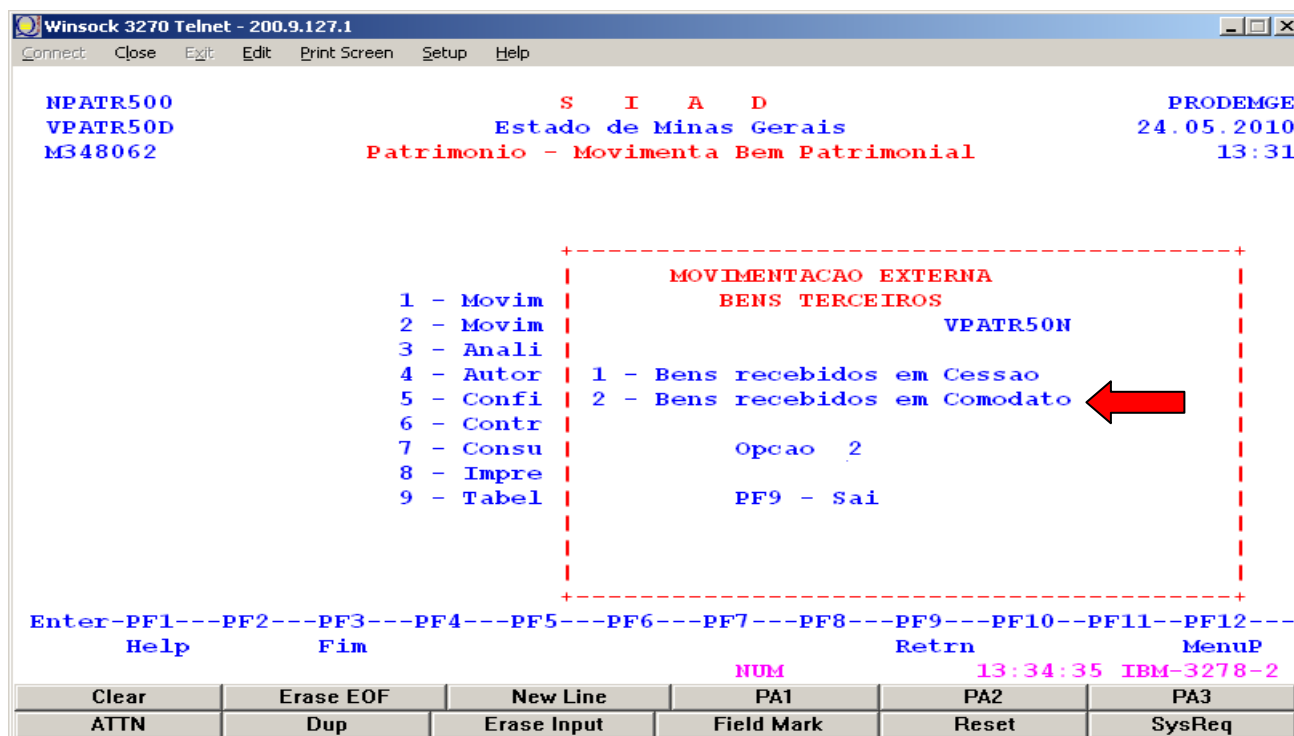 Winsock 3270 Telnet - 200.9.127.1
Connect Close Exit Edit Print Screen Setup Help
NPATR500 S I A D PRODEMGE
VPATR50D Estado de Minas Gerais 24.05.2010
M348062 Patrimonio - Movimenta Bem Patrimonial 13:31
+------------------------------------------+
MOVIMENTACAO EXTERNA
1 - Movim | BENS TERCEIROS
2 - Movim | VPATR50N
3 - Anali |
4 - Autor | 1 - Bens recebidos em Cessao
5 - Confi | 2 - Bens recebidos em Comodato
6 - Contr |
7 - Consu | Opcao 2
8 - Impre |
9 - Tabel | PF9 - Sai
+------------------------------------------+
Enter-PF1---PF2---PF3---PF4---PF5---PF6---PF7---PF8---PF9---PF10--PF11--PF12---
Help Fim Retrn MenuP
NUM 13:34:35 IBM-3278-2
Clear Erase EOF New Line PA1 PA2 PA3
ATTN Dup Erase Input Field Mark Reset SysReq